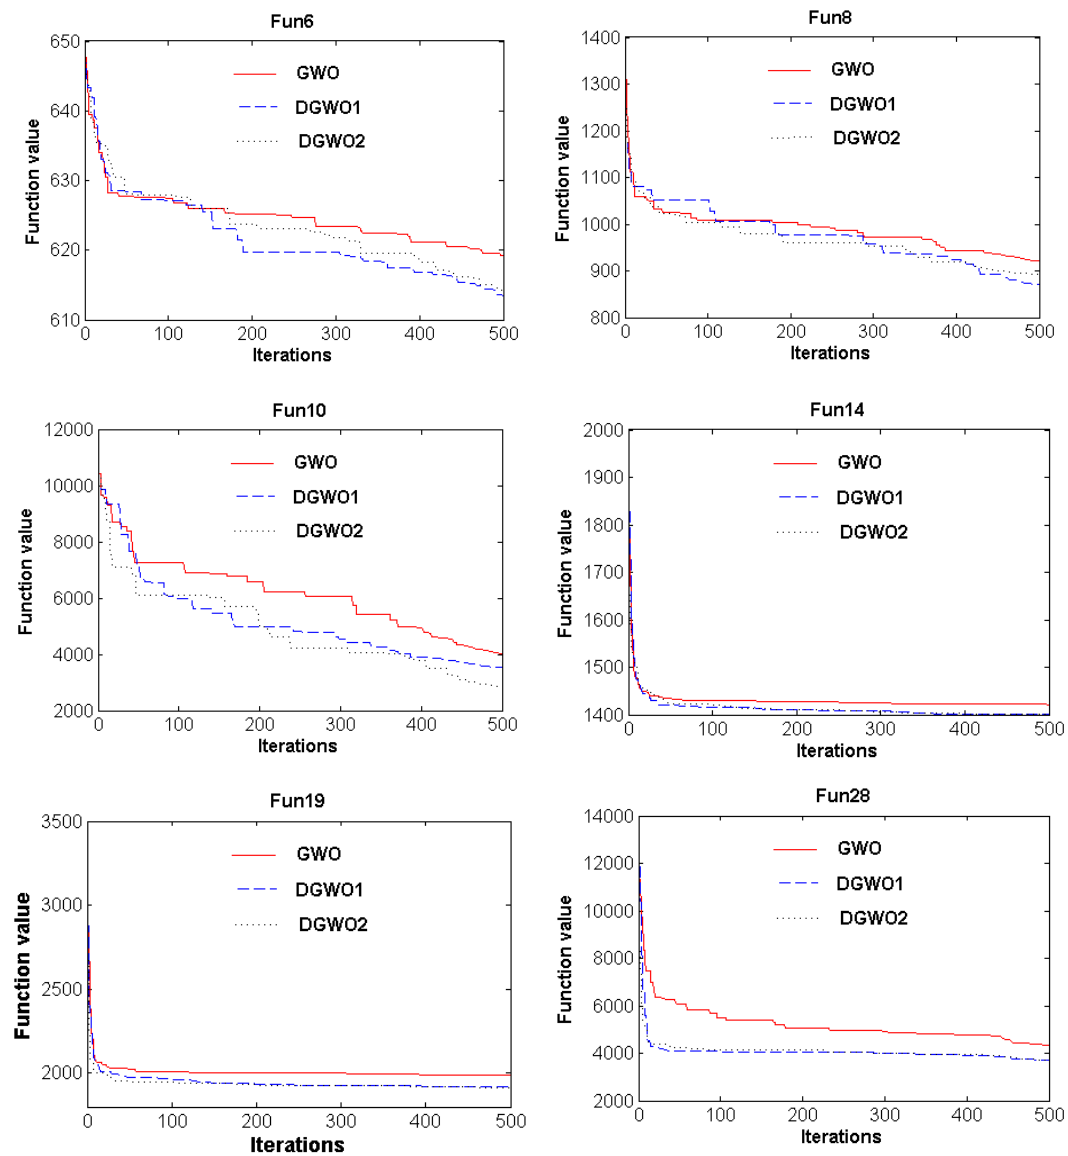 Fun6
650
640
630
620
610
Function value
GWO
DGWO1
DGWO2
0 100 200 300 400 500
Iterations
Fun8
1400
1300
1200
1100
1000
900
800
Function value
GWO
DGWO1
DGWO2
0 100 200 300 400 500
Iterations
Fun10
12000
10000
8000
6000
4000
2000
Function value
GWO
DGWO1
DGWO2
0 100 200 300 400 500
Iterations
Fun14
2000
1900
1800
1700
1600
1500
1400
Function value
GWO
DGWO1
DGWO2
0 100 200 300 400 500
Iterations
Fun19
3500
3000
2500
2000
Function value
GWO
DGWO1
DGWO2
0 100 200 300 400 500
Iterations
Fun28
14000
12000
10000
8000
6000
4000
2000
Function value
GWO
DGWO1
DGWO2
0 100 200 300 400 500
Iterations